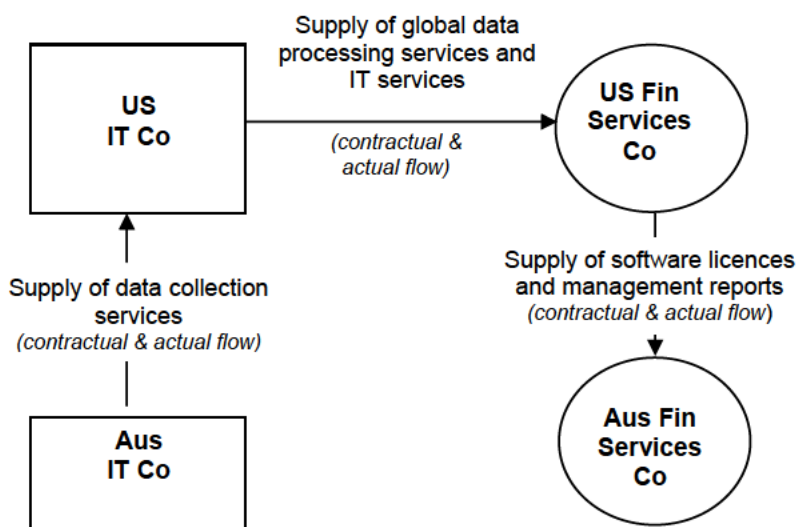 Supply of global data
processing services and
IT services
US
IT Co
US Fin
Services
Co
(contractual &
actual flow)
Supply of data collection
services
(contractual & actual flow)
Supply of software licences
and management reports
(contractual & actual flow)
Aus
IT Co
Aus Fin
Services
Co